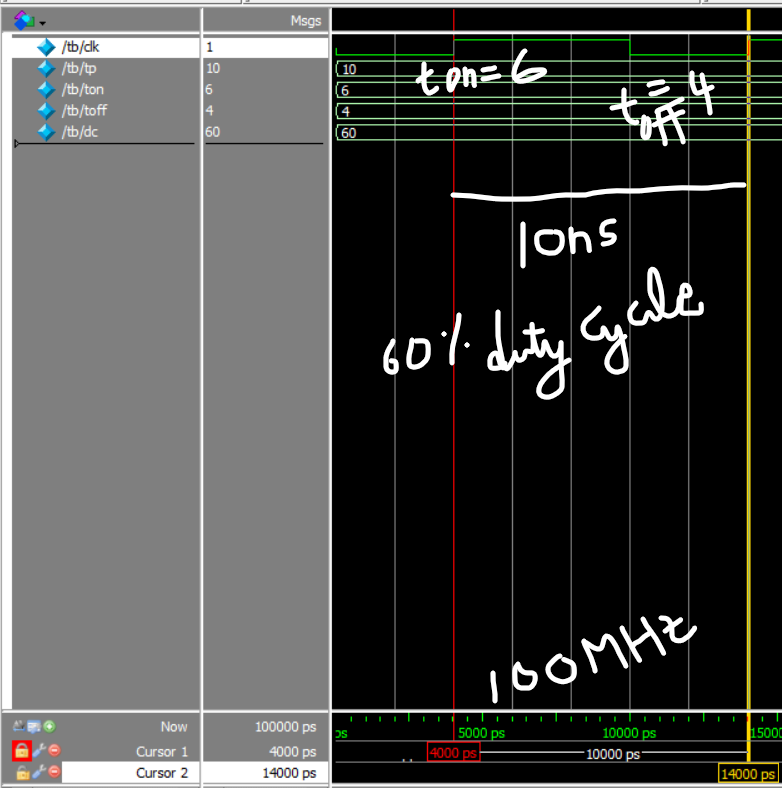 Msgs
/tb/clk 1
/tb/tp 10 10
/tb/ton 6 6
/tb/toff 4 4
/tb/dc 60 60
ton=6
toff=4
10ns
60% duty cycle
100MHz
Now 100000 ps
ps 5000 ps 10000 ps 15000
Cursor 1 4000 ps 4000 ps 10000 ps
Cursor 2 14000 ps 14000 ps